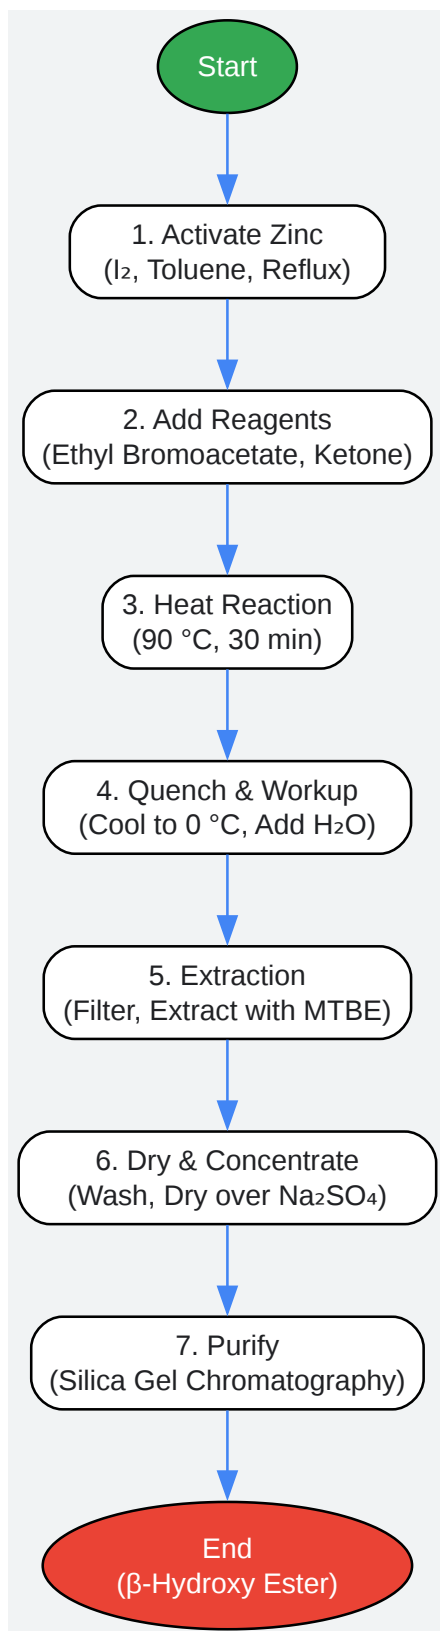 Start
1. Activate Zinc
(I₂, Toluene, Reflux)
2. Add Reagents
(Ethyl Bromoacetate, Ketone)
3. Heat Reaction
(90 °C, 30 min)
4. Quench & Workup
(Cool to 0 °C, Add H₂O)
5. Extraction
(Filter, Extract with MTBE)
6. Dry & Concentrate
(Wash, Dry over Na₂SO₄)
7. Purify
(Silica Gel Chromatography)
End
(β-Hydroxy Ester)